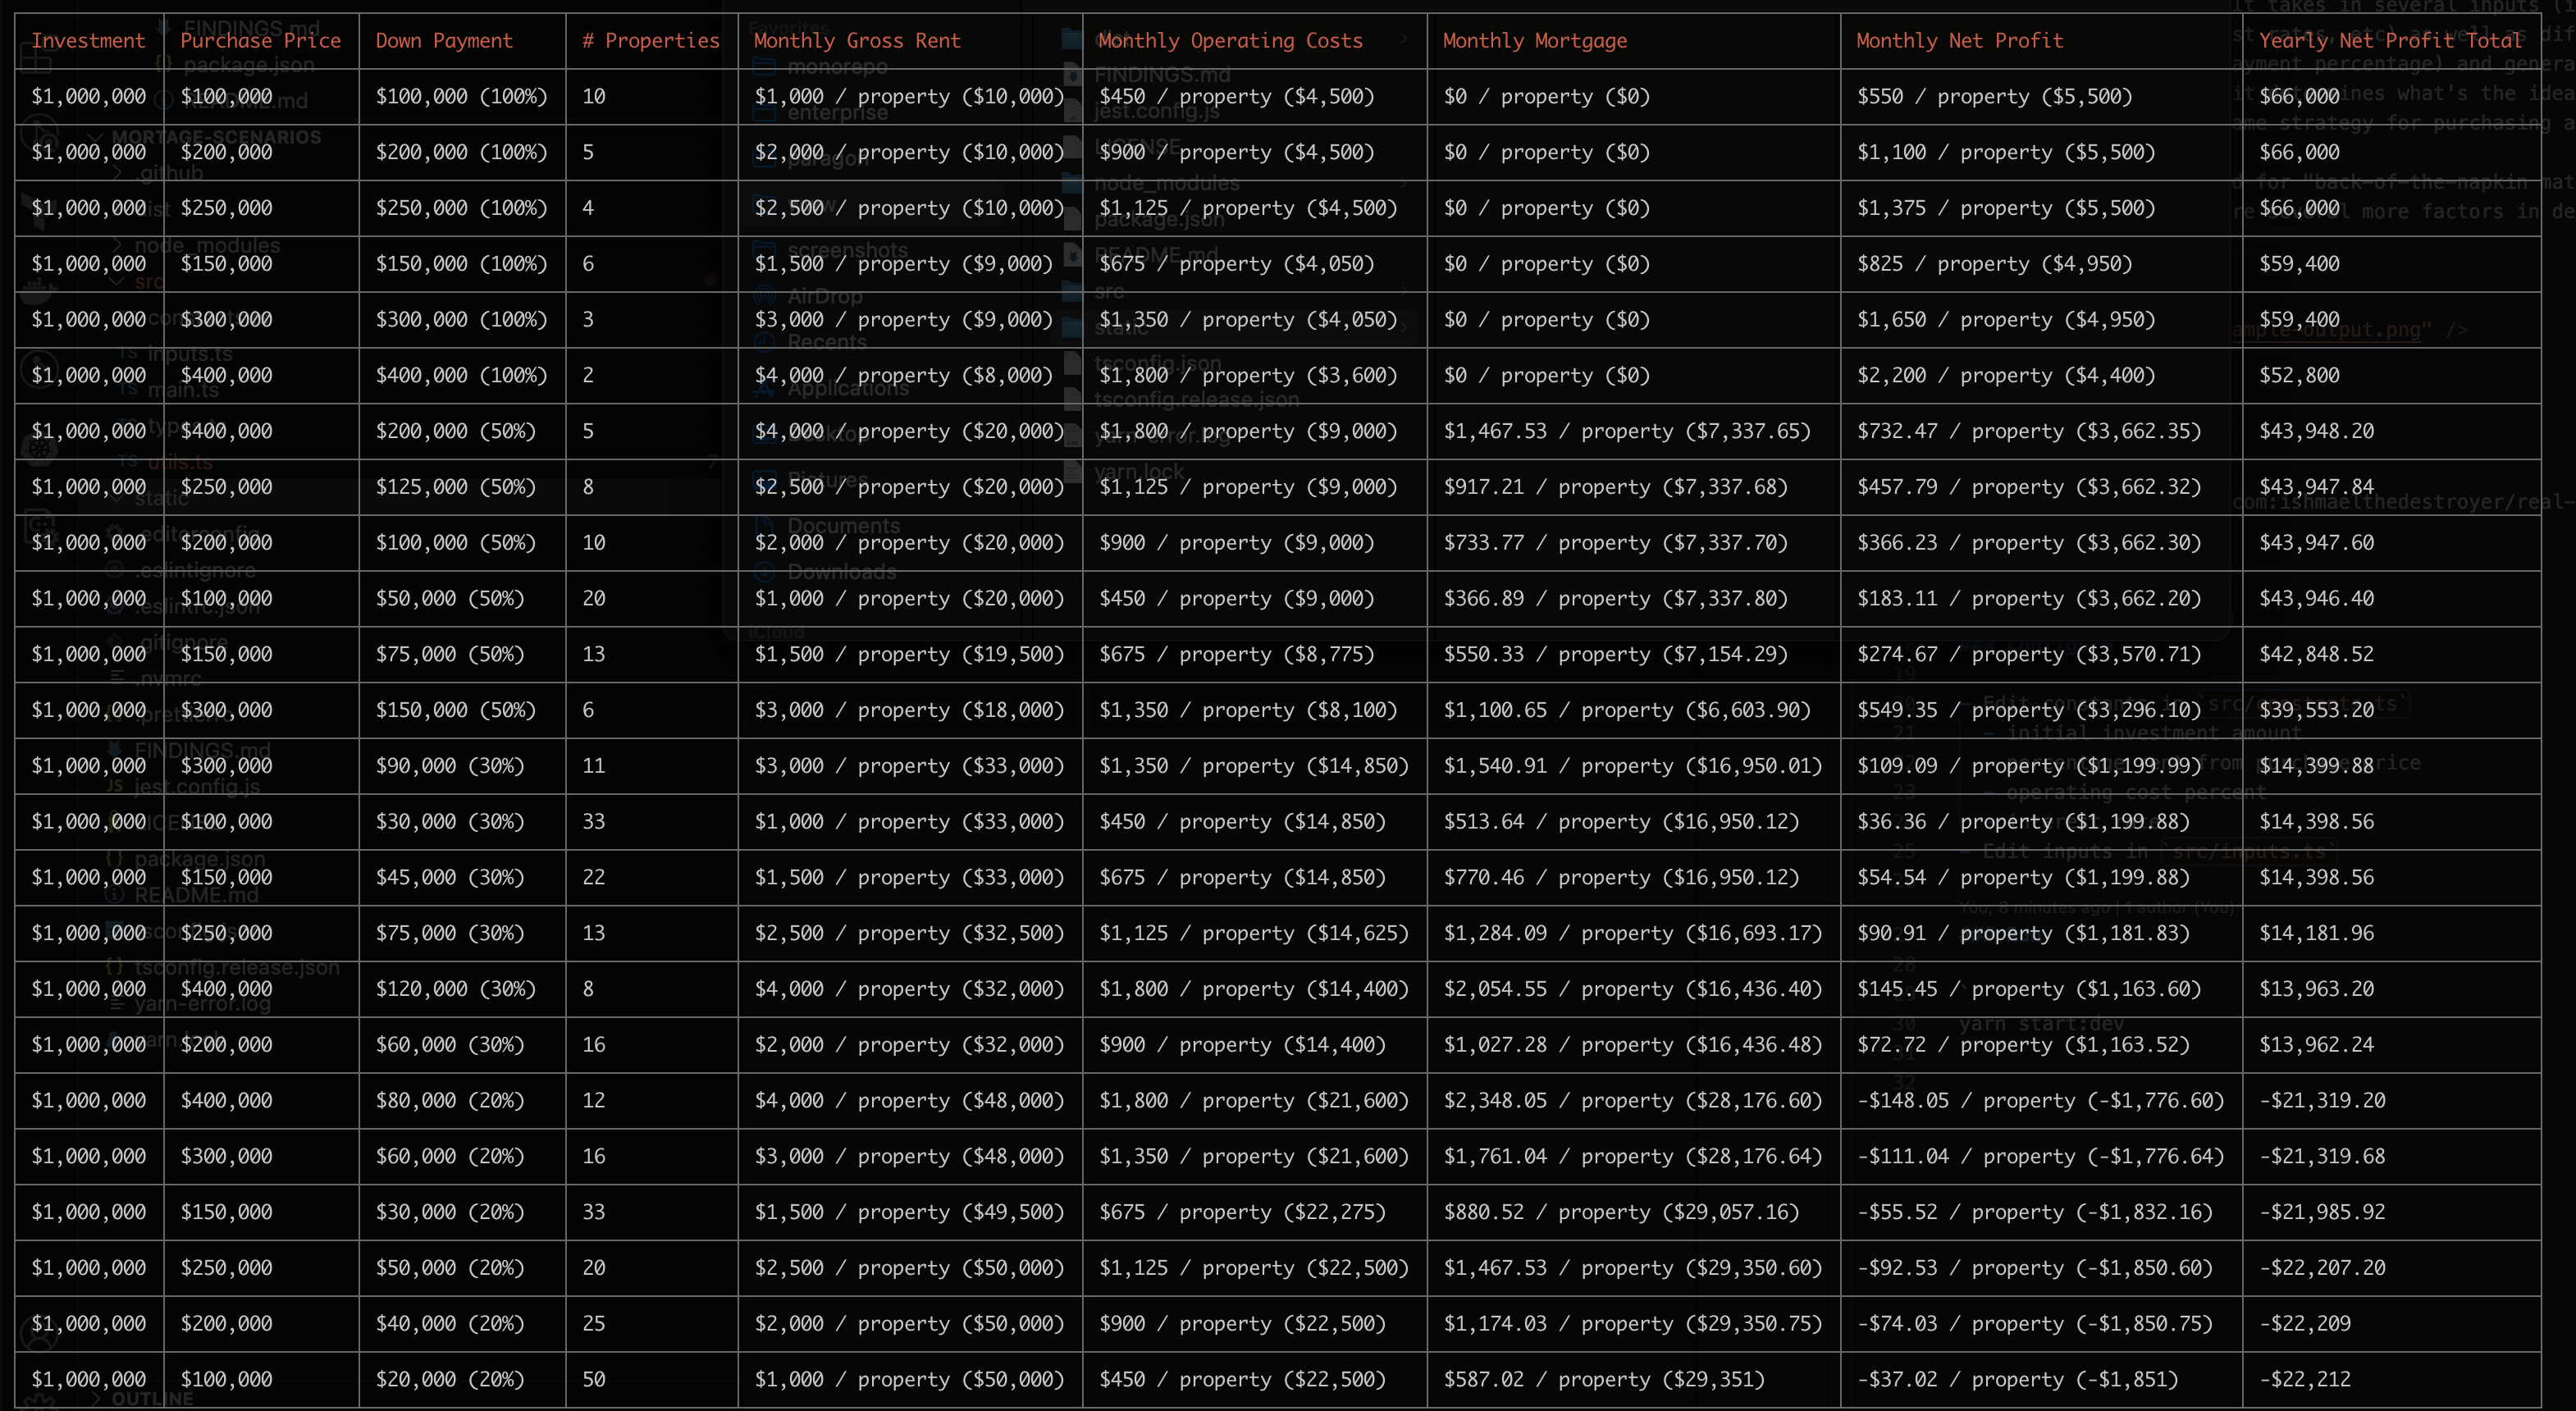 Investment Purchase Price Down Payment # Properties Monthly Gross Rent Monthly Operating Costs Monthly Mortgage Monthly Net Profit Yearly Net Profit Total
$1,000,000 $100,000 $100,000 (100%) 10 $1,000 / property ($10,000) $450 / property ($4,500) $0 / property ($0) $550 / property ($5,500) $66,000
$1,000,000 $200,000 $200,000 (100%) 5 $2,000 / property ($10,000) $900 / property ($4,500) $0 / property ($0) $1,100 / property ($5,500) $66,000
$1,000,000 $250,000 $250,000 (100%) 4 $2,500 / property ($10,000) $1,125 / property ($4,500) $0 / property ($0) $1,375 / property ($5,500) $66,000
$1,000,000 $150,000 $150,000 (100%) 6 $1,500 / property ($9,000) $675 / property ($4,050) $0 / property ($0) $825 / property ($4,950) $59,400
$1,000,000 $300,000 $300,000 (100%) 3 $3,000 / property ($9,000) $1,350 / property ($4,050) $0 / property ($0) $1,650 / property ($4,950) $59,400
$1,000,000 $400,000 $400,000 (100%) 2 $4,000 / property ($8,000) $1,800 / property ($3,600) $0 / property ($0) $2,200 / property ($4,400) $52,800
$1,000,000 $400,000 $200,000 (50%) 5 $4,000 / property ($20,000) $1,800 / property ($9,000) $1,467.53 / property ($7,337.65) $732.47 / property ($3,662.35) $43,948.20
$1,000,000 $250,000 $125,000 (50%) 8 $2,500 / property ($20,000) $1,125 / property ($9,000) $917.21 / property ($7,337.68) $457.79 / property ($3,662.32) $43,947.84
$1,000,000 $200,000 $100,000 (50%) 10 $2,000 / property ($20,000) $900 / property ($9,000) $733.77 / property ($7,337.70) $366.23 / property ($3,662.30) $43,947.60
$1,000,000 $100,000 $50,000 (50%) 20 $1,000 / property ($20,000) $450 / property ($9,000) $366.89 / property ($7,337.80) $183.11 / property ($3,662.20) $43,946.40
$1,000,000 $150,000 $75,000 (50%) 13 $1,500 / property ($19,500) $675 / property ($8,775) $550.33 / property ($7,154.29) $274.67 / property ($3,570.71) $42,848.52
$1,000,000 $300,000 $150,000 (50%) 6 $3,000 / property ($18,000) $1,350 / property ($8,100) $1,100.65 / property ($6,603.90) $549.35 / property ($3,296.10) $39,553.20
$1,000,000 $300,000 $90,000 (30%) 11 $3,000 / property ($33,000) $1,350 / property ($14,850) $1,540.91 / property ($16,950.01) $109.09 / property ($1,199.99) $14,399.88
$1,000,000 $100,000 $30,000 (30%) 33 $1,000 / property ($33,000) $450 / property ($14,850) $513.64 / property ($16,950.12) $36.36 / property ($1,199.88) $14,398.56
$1,000,000 $150,000 $45,000 (30%) 22 $1,500 / property ($33,000) $675 / property ($14,850) $770.46 / property ($16,950.12) $54.54 / property ($1,199.88) $14,398.56
$1,000,000 $250,000 $75,000 (30%) 13 $2,500 / property ($32,500) $1,125 / property ($14,625) $1,284.09 / property ($16,693.17) $90.91 / property ($1,181.83) $14,181.96
$1,000,000 $400,000 $120,000 (30%) 8 $4,000 / property ($32,000) $1,800 / property ($14,400) $2,054.55 / property ($16,436.40) $145.45 / property ($1,163.60) $13,963.20
$1,000,000 $200,000 $60,000 (30%) 16 $2,000 / property ($32,000) $900 / property ($14,400) $1,027.28 / property ($16,436.48) $72.72 / property ($1,163.52) $13,962.24
$1,000,000 $400,000 $80,000 (20%) 12 $4,000 / property ($48,000) $1,800 / property ($21,600) $2,348.05 / property ($28,176.60) -$148.05 / property (-$1,776.60) -$21,319.20
$1,000,000 $300,000 $60,000 (20%) 16 $3,000 / property ($48,000) $1,350 / property ($21,600) $1,761.04 / property ($28,176.64) -$111.04 / property (-$1,776.64) -$21,319.68
$1,000,000 $150,000 $30,000 (20%) 33 $1,500 / property ($49,500) $675 / property ($22,275) $880.52 / property ($29,057.16) -$55.52 / property (-$1,832.16) -$21,985.92
$1,000,000 $250,000 $50,000 (20%) 20 $2,500 / property ($50,000) $1,125 / property ($22,500) $1,467.53 / property ($29,350.60) -$92.53 / property (-$1,850.60) -$22,207.20
$1,000,000 $200,000 $40,000 (20%) 25 $2,000 / property ($50,000) $900 / property ($22,500) $1,174.03 / property ($29,350.75) -$74.03 / property (-$1,850.75) -$22,209
$1,000,000 $100,000 $20,000 (20%) 50 $1,000 / property ($50,000) $450 / property ($22,500) $587.02 / property ($29,351) -$37.02 / property (-$1,851) -$22,212